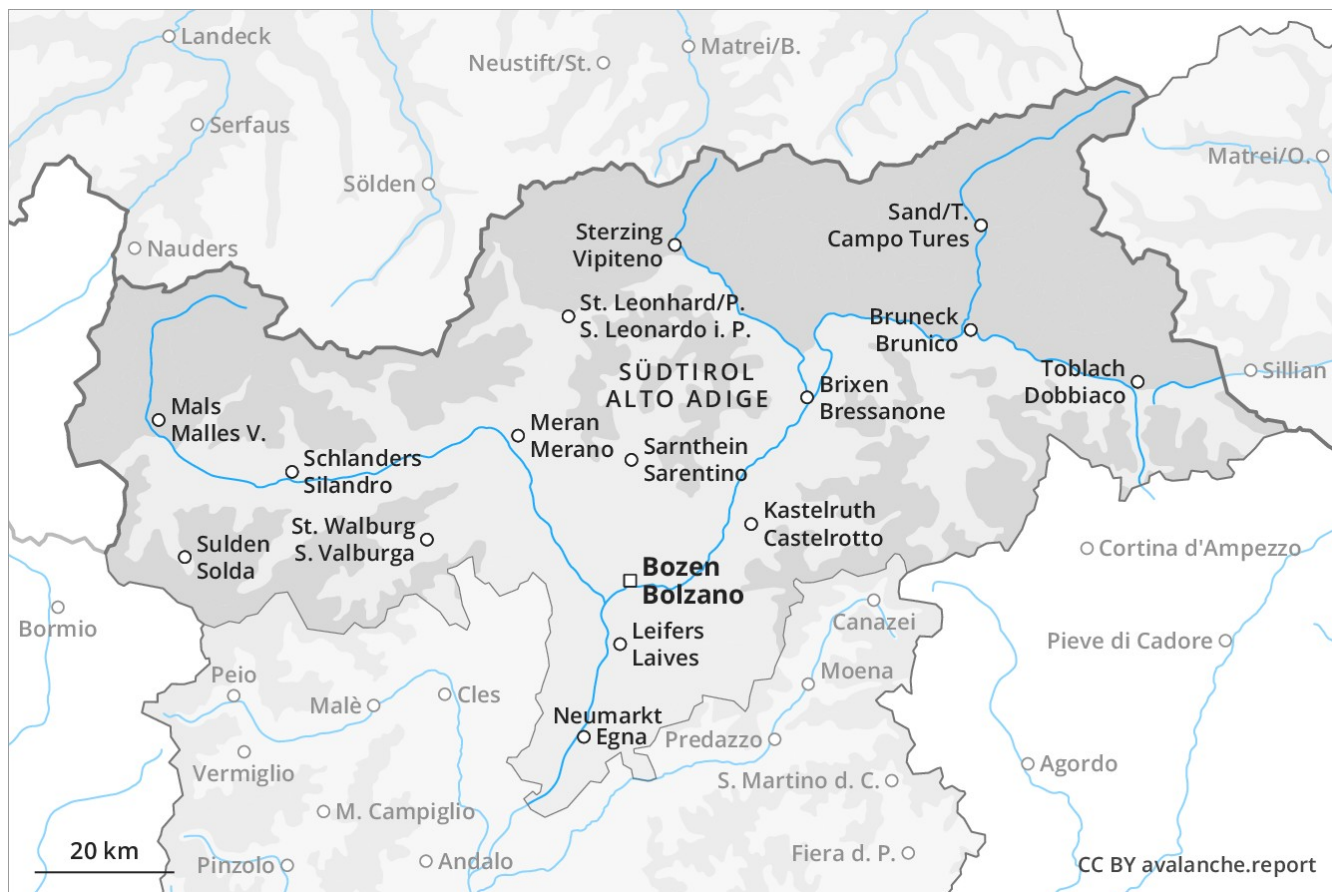 Landeck
Matrei/B.
Neustift/St.
Serfaus
Matrei/O.
Sölden
Sand/T.
Campo Tures
Sterzing
Vipiteno
Nauders
St. Leonhard/P.
S. Leonardo i. P.
Bruneck
Brunico
SÜDTIROL
ALTO ADIGE
Toblach
Dobbiaco
Sillian
Brixen
Bressanone
Mals
Malles V.
Meran
Merano
Sarnthein
Sarentino
Schlanders
Silandro
Kastelruth
Castelrotto
St. Walburg
S. Valburga
Sulden
Solda
Cortina d'Ampezzo
Bozen
Bolzano
Bormio
Canazei
Leifers
Laives
Pieve di Cadore
Peio
Moena
Malè
Cles
Neumarkt
Egna
Predazzo
Vermiglio
Agordo
S. Martino d. C.
M. Campiglio
20 km
Pinzolo
Andalo
Fiera d. P.
CC BY avalanche.report